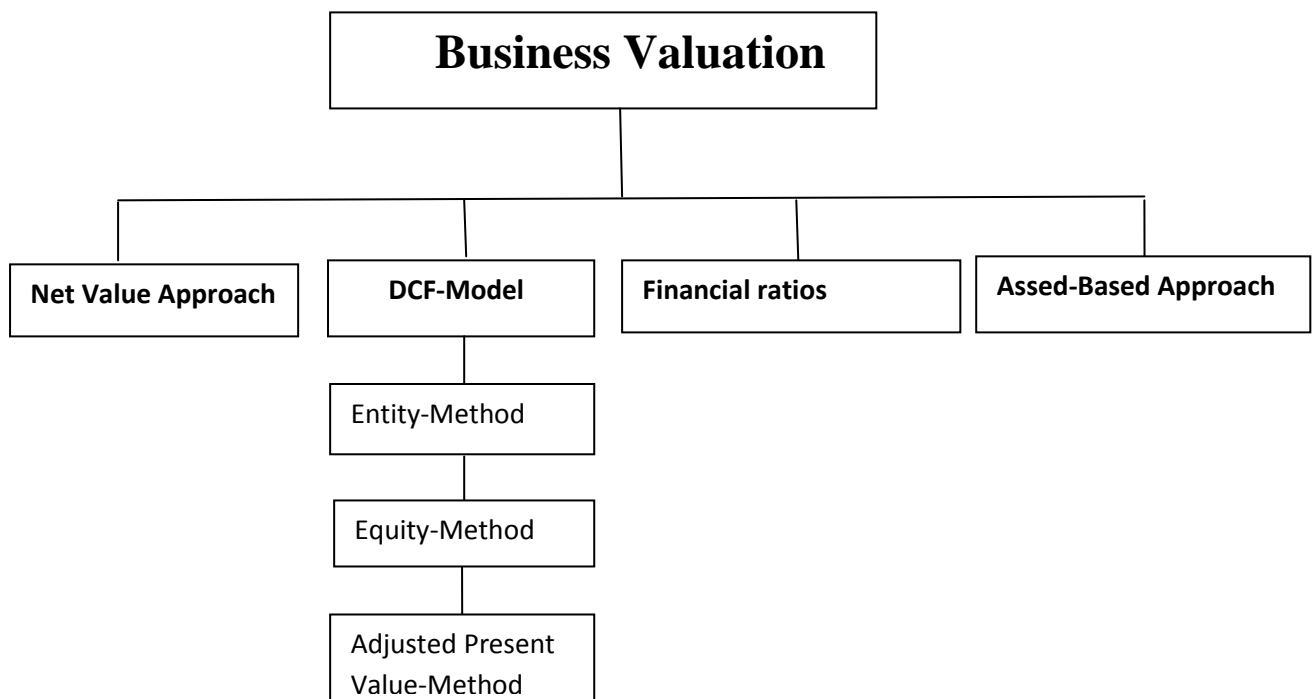 Business Valuation
Net Value Approach
DCF-Model
Financial ratios
Assed-Based Approach
Entity-Method
Equity-Method
Adjusted Present
Value-Method